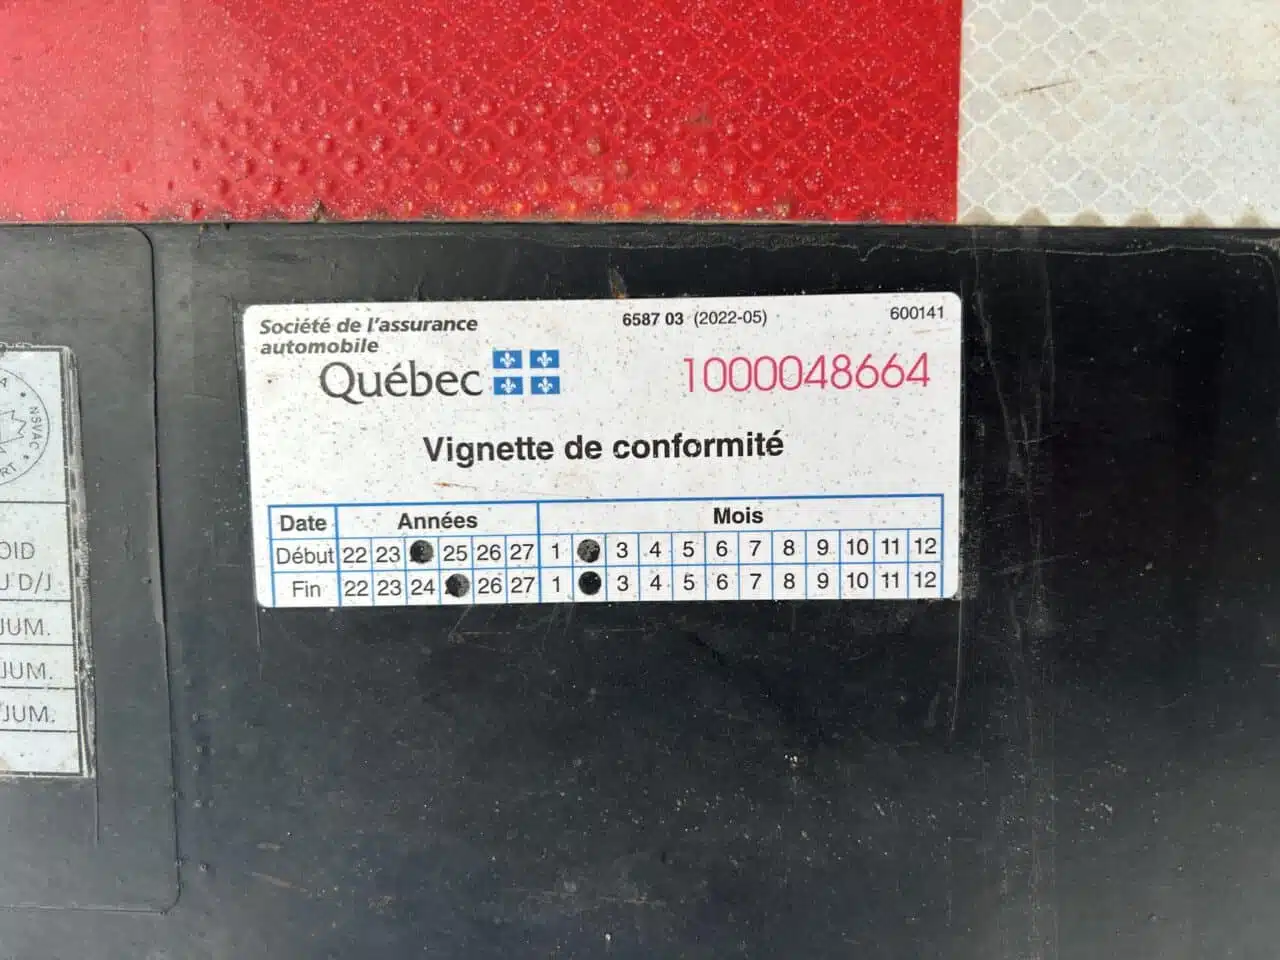 Société de l'assurance
automobile
Québec
6587 03 (2022-05)
600141
1000048664
Vignette de conformité
Date Années Mois
Début 22 23 25 26 27 1 3 4 5 6 7 8 9 10 11 12
Fin 22 23 24 26 27 1 3 4 5 6 7 8 9 10 11 12
NSVAC
OID
J D/J
JUM.
JUM.
JUM.